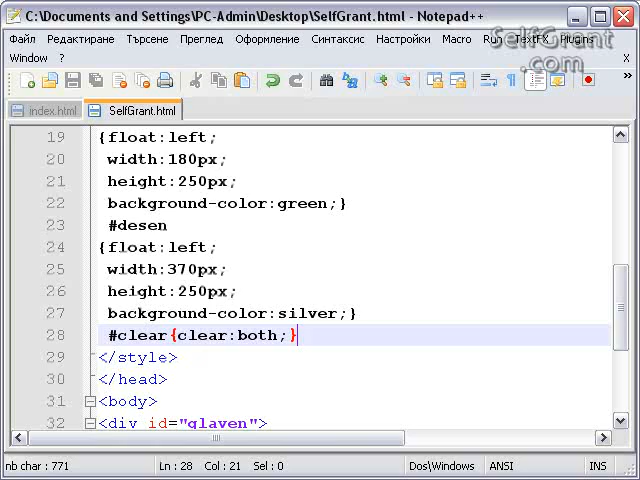 C:\Documents and Settings\PC-Admin\Desktop\SelfGrant.html - Notepad++
Файл Редактиране Търсене Преглед Оформление Синтаксис Настройки Macro Run TextFX Plugins
Window ? X
SelfGrant
.com
index.html SelfGrant.html
19 {float:left;
20 width:180px;
21 height:250px;
22 background-color:green;}
23 #desen
24 {float:left;
25 width:370px;
26 height:250px;
27 background-color:silver;}
28 #clear{clear:both;}
29 </style>
30 </head>
31 <body>
32 <div id="glaven">
nb char : 771 Ln : 28 Col : 21 Sel : 0 Dos\Windows ANSI INS